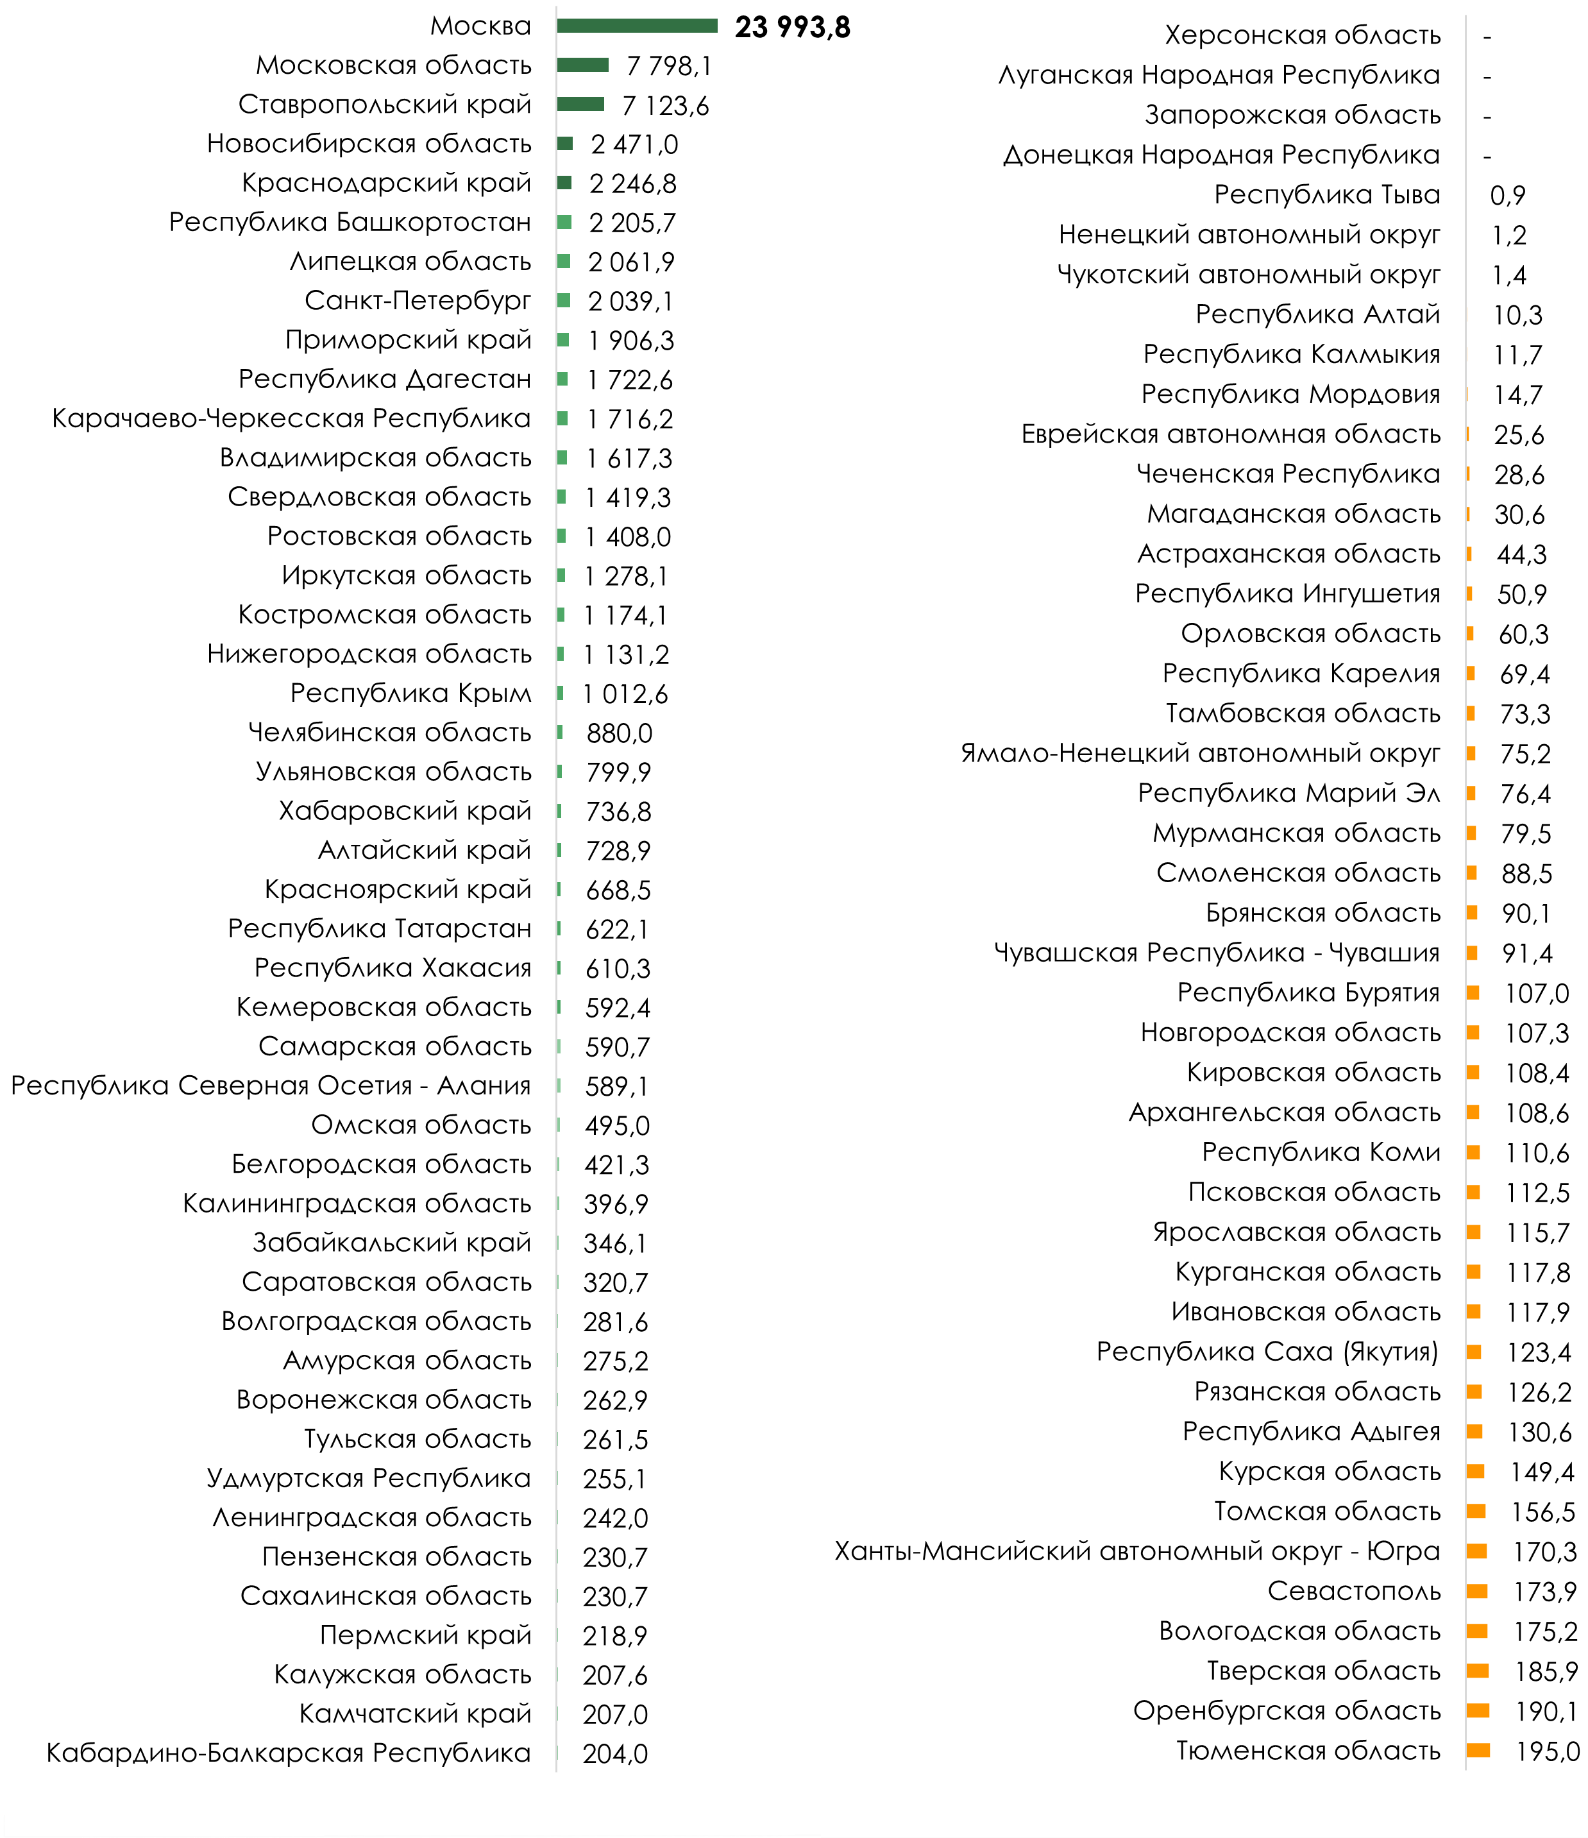 Москва 23 993,8
Московская область 7 798,1
Ставропольский край 7 123,6
Новосибирская область 2 471,0
Краснодарский край 2 246,8
Республика Башкортостан 2 205,7
Липецкая область 2 061,9
Санкт-Петербург 2 039,1
Приморский край 1 906,3
Республика Дагестан 1 722,6
Карачаево-Черкесская Республика 1 716,2
Владимирская область 1 617,3
Свердловская область 1 419,3
Ростовская область 1 408,0
Иркутская область 1 278,1
Костромская область 1 174,1
Нижегородская область 1 131,2
Республика Крым 1 012,6
Челябинская область 880,0
Ульяновская область 799,9
Хабаровский край 736,8
Алтайский край 728,9
Красноярский край 668,5
Республика Татарстан 622,1
Республика Хакасия 610,3
Кемеровская область 592,4
Самарская область 590,7
Республика Северная Осетия - Алания 589,1
Омская область 495,0
Белгородская область 421,3
Калининградская область 396,9
Забайкальский край 346,1
Саратовская область 320,7
Волгоградская область 281,6
Амурская область 275,2
Воронежская область 262,9
Тульская область 261,5
Удмуртская Республика 255,1
Ленинградская область 242,0
Пензенская область 230,7
Сахалинская область 230,7
Пермский край 218,9
Калужская область 207,6
Камчатский край 207,0
Кабардино-Балкарская Республика 204,0
Херсонская область -
Луганская Народная Республика -
Запорожская область -
Донецкая Народная Республика -
Республика Тыва 0,9
Ненецкий автономный округ 1,2
Чукотский автономный округ 1,4
Республика Алтай 10,3
Республика Калмыкия 11,7
Республика Мордовия 14,7
Еврейская автономная область 25,6
Чеченская Республика 28,6
Магаданская область 30,6
Астраханская область 44,3
Республика Ингушетия 50,9
Орловская область 60,3
Республика Карелия 69,4
Тамбовская область 73,3
Ямало-Ненецкий автономный округ 75,2
Республика Марий Эл 76,4
Мурманская область 79,5
Смоленская область 88,5
Брянская область 90,1
Чувашская Республика - Чувашия 91,4
Республика Бурятия 107,0
Новгородская область 107,3
Кировская область 108,4
Архангельская область 108,6
Республика Коми 110,6
Псковская область 112,5
Ярославская область 115,7
Курганская область 117,8
Ивановская область 117,9
Республика Саха (Якутия) 123,4
Рязанская область 126,2
Республика Адыгея 130,6
Курская область 149,4
Томская область 156,5
Ханты-Мансийский автономный округ - Югра 170,3
Севастополь 173,9
Вологодская область 175,2
Тверская область 185,9
Оренбургская область 190,1
Тюменская область 195,0